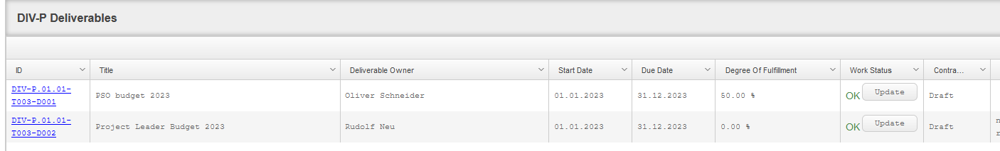 DIV-P Deliverables
ID Title Deliverable Owner Start Date Due Date Degree Of Fulfillment Work Status Contra...
DIV-P.01.01-
T003-D001 PSO budget 2023 Oliver Schneider 01.01.2023 31.12.2023 50.00 % OK Update Draft
DIV-P.01.01-
T003-D002 Project Leader Budget 2023 Rudolf Neu 01.01.2023 31.12.2023 0.00 % OK Update Draft